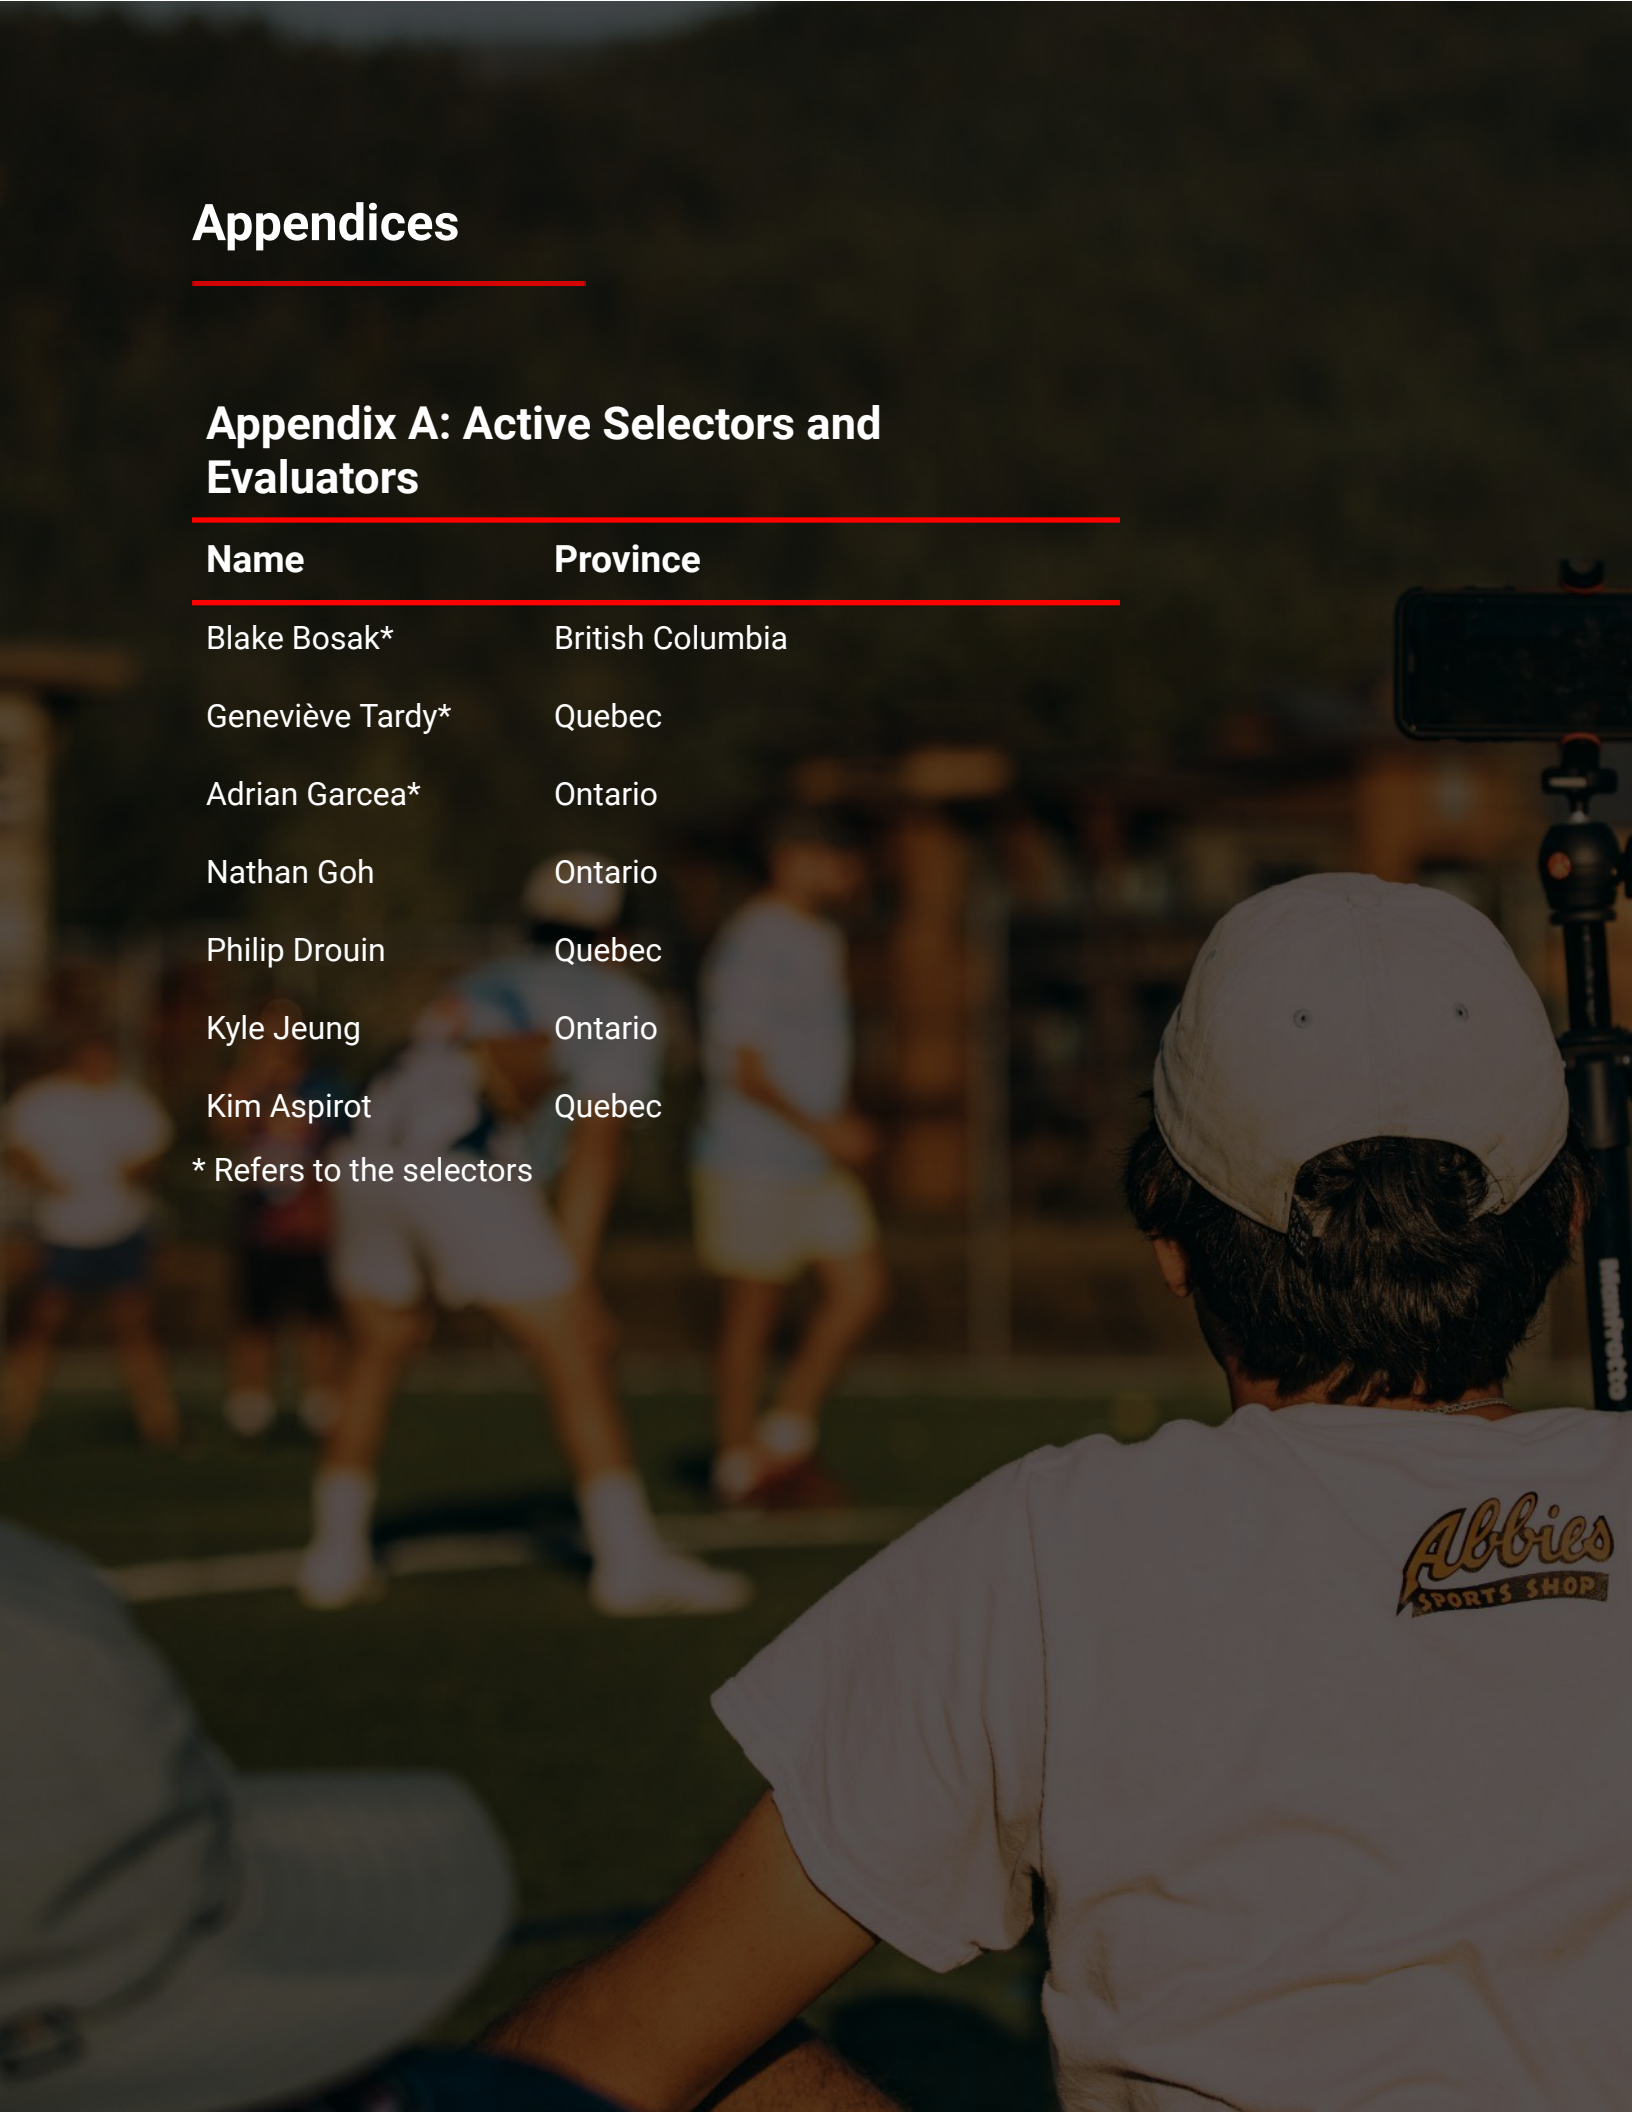 Appendices
Appendix A: Active Selectors and
Evaluators
Name Province
Blake Bosak* British Columbia
Geneviève Tardy* Quebec
Adrian Garcea* Ontario
Nathan Goh Ontario
Philip Drouin Quebec
Kyle Jeung Ontario
Kim Aspirot Quebec
* Refers to the selectors
Manfrotto
Abbies
SPORTS SHOP